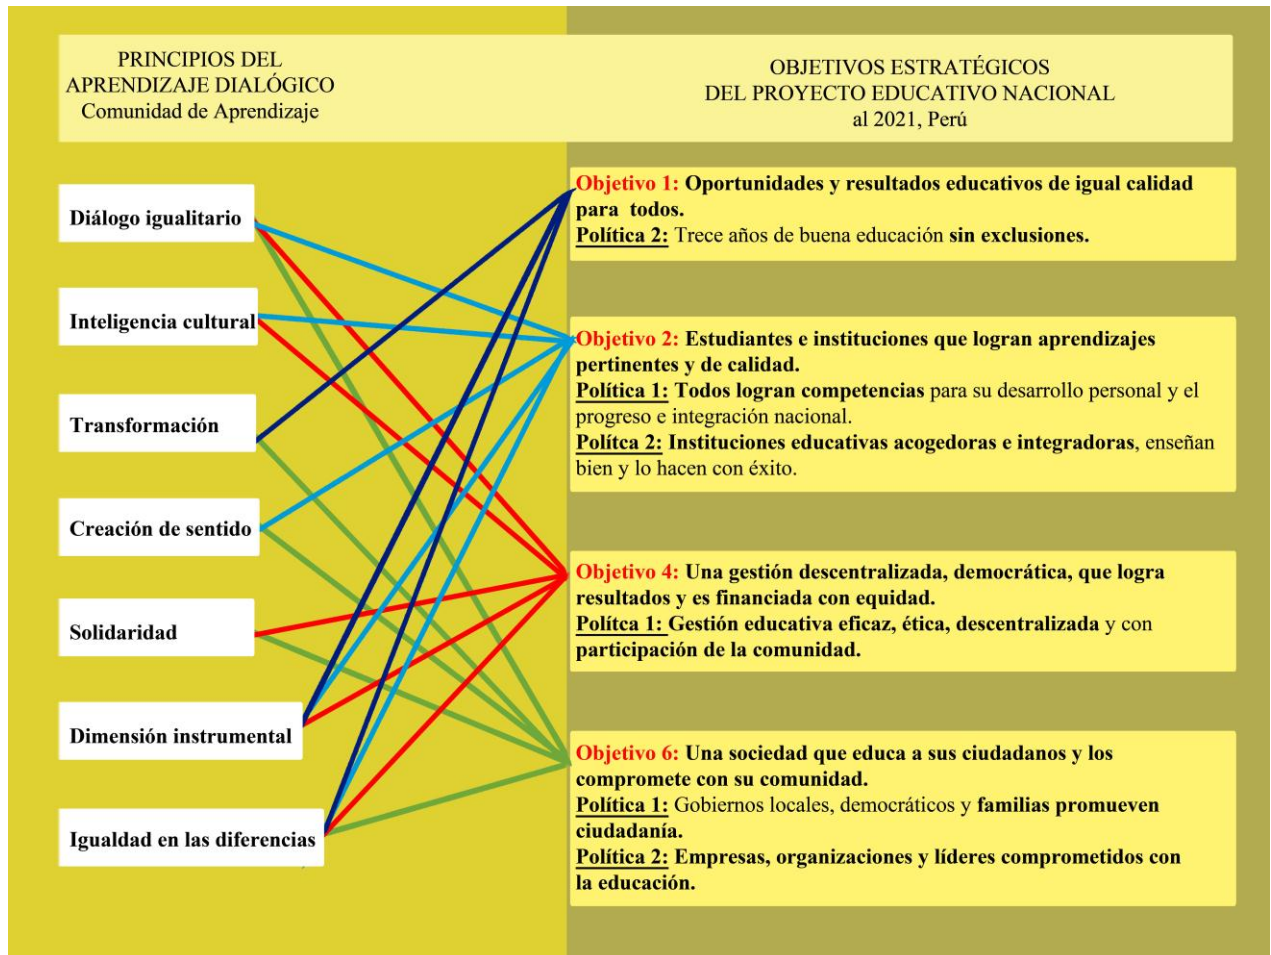 PRINCIPIOS DEL
APRENDIZAJE DIALÓGICO
Comunidad de Aprendizaje
OBJETIVOS ESTRATÉGICOS
DEL PROYECTO EDUCATIVO NACIONAL
al 2021, Perú
Diálogo igualitario
Inteligencia cultural
Transformación
Creación de sentido
Solidaridad
Dimensión instrumental
Igualdad en las diferencias
Objetivo 1: Oportunidades y resultados educativos de igual calidad
para todos.
Política 2: Trece años de buena educación sin exclusiones.
Objetivo 2: Estudiantes e instituciones que logran aprendizajes
pertinentes y de calidad.
Política 1: Todos logran competencias para su desarrollo personal y el
progreso e integración nacional.
Polítca 2: Instituciones educativas acogedoras e integradoras, enseñan
bien y lo hacen con éxito.
Objetivo 4: Una gestión descentralizada, democrática, que logra
resultados y es financiada con equidad.
Polítca 1: Gestión educativa eficaz, ética, descentralizada y con
participación de la comunidad.
Objetivo 6: Una sociedad que educa a sus ciudadanos y los
compromete con su comunidad.
Política 1: Gobiernos locales, democráticos y familias promueven
ciudadanía.
Política 2: Empresas, organizaciones y líderes comprometidos con
la educación.